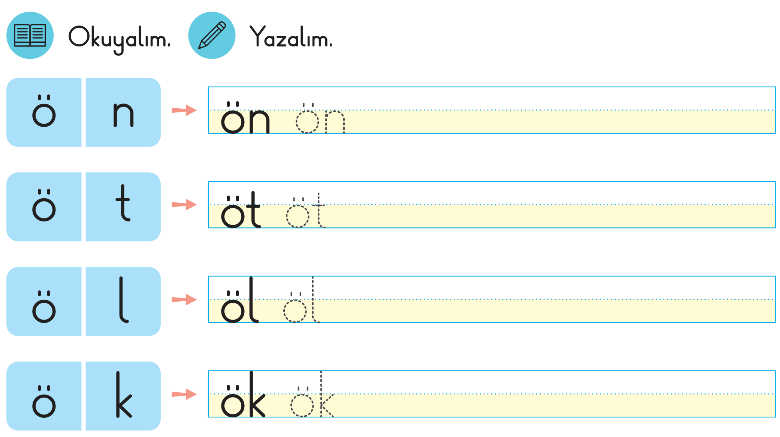 Okuyalım. Yazalım.
ö n ön ön
ö t öt öt
ö l öl öl
ö k ök ök